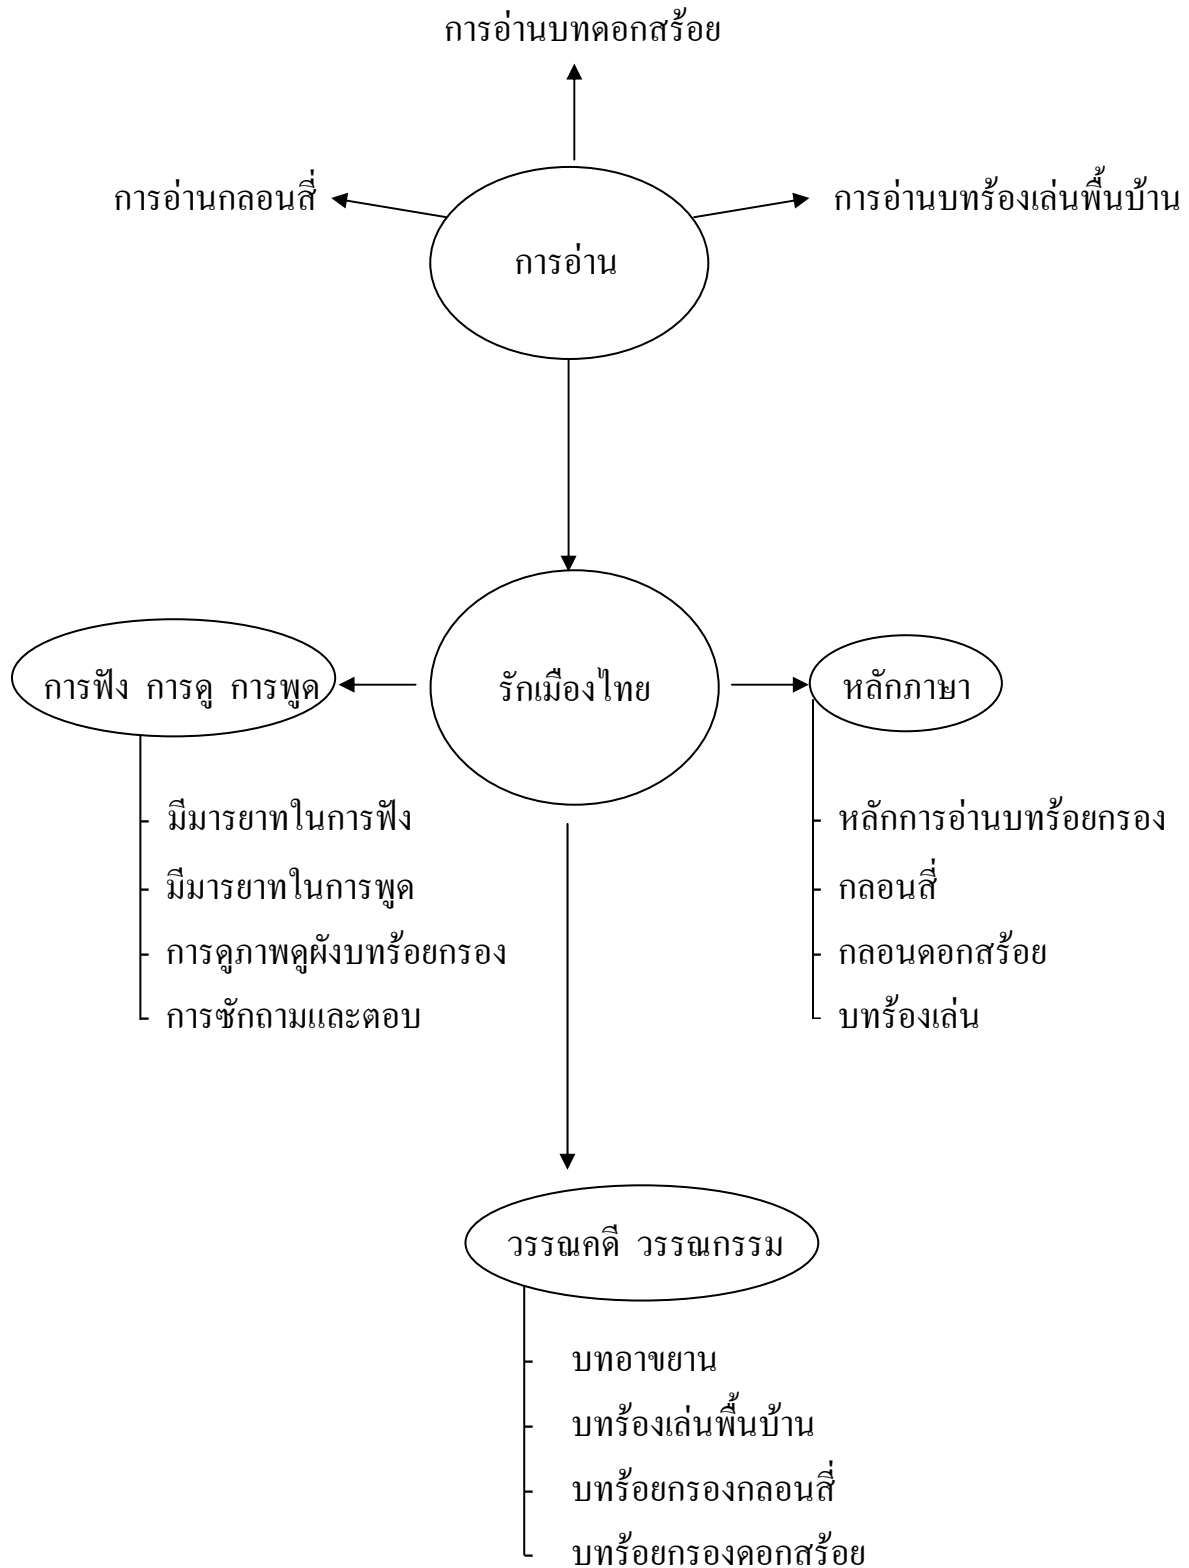 การอ่านบทดอกสร้อย
การอ่านกลอนสี่
การอ่านบทร้องเล่นพื้นบ้าน
การอ่าน
รักเมืองไทย
การฟัง การดู การพูด
มีมารยาทในการฟัง
มีมารยาทในการพูด
การดูภาพดูผังบทร้อยกรอง
การซักถามและตอบ
หลักภาษา
หลักการอ่านบทร้อยกรอง
กลอนสี่
กลอนดอกสร้อย
บทร้องเล่น
วรรณคดี วรรณกรรม
บทอาขยาน
บทร้องเล่นพื้นบ้าน
บทร้อยกรองกลอนสี่
บทร้อยกรองดอกสร้อย